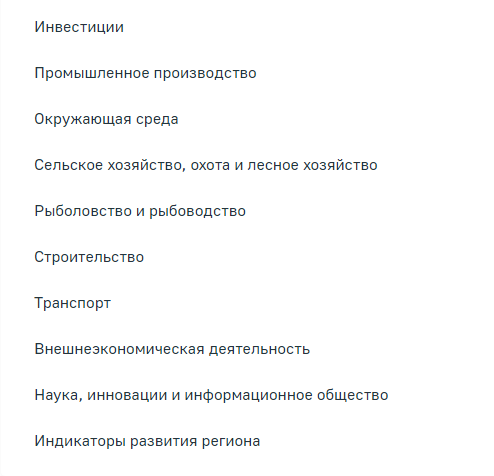 Инвестиции
Промышленное производство
Окружающая среда
Сельское хозяйство, охота и лесное хозяйство
Рыболовство и рыбоводство
Строительство
Транспорт
Внешнеэкономическая деятельность
Наука, инновации и информационное общество
Индикаторы развития региона